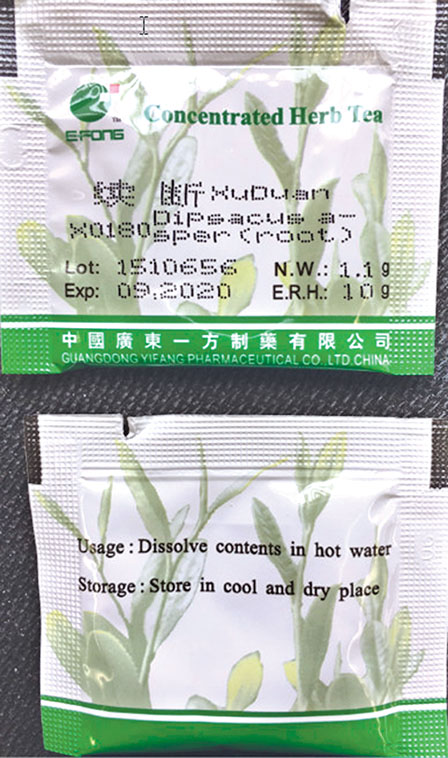 Concentrated Herb Tea
TM
E-FONG
续 断 XuDuan
Dipsacus a-
X0180 sper (root)
Lot: 1510656 N.W.: 1.1g
Exp: 09.2020 E.R.H.: 10g
中國廣東一方制藥有限公司
GUANGDONG YIFANG PHARMACEUTICAL CO.,LTD.CHINA
Usage : Dissolve contents in hot water
Storage : Store in cool and dry place